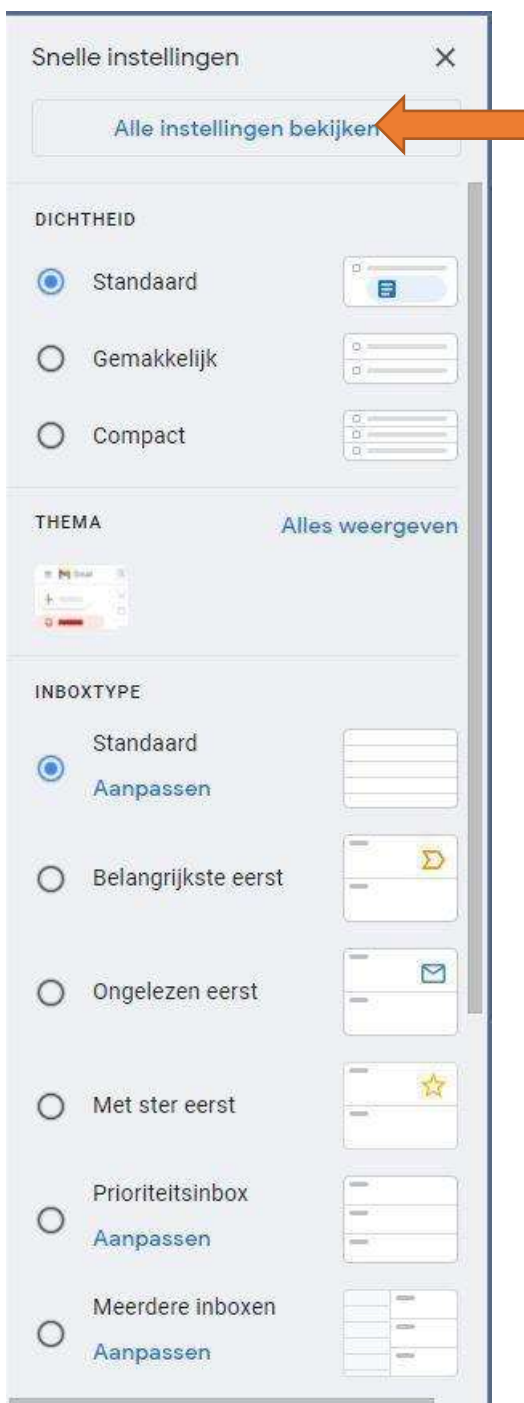 Snelle instellingen
Alle instellingen bekijken
DICHTHEID
Standaard
Gemakkelijk
Compact
THEMA Alles weergeven
INBOXTYPE
Standaard
Aanpassen
Belangrijkste eerst
Ongelezen eerst
Met ster eerst
Prioriteitsinbox
Aanpassen
Meerdere inboxen
Aanpassen